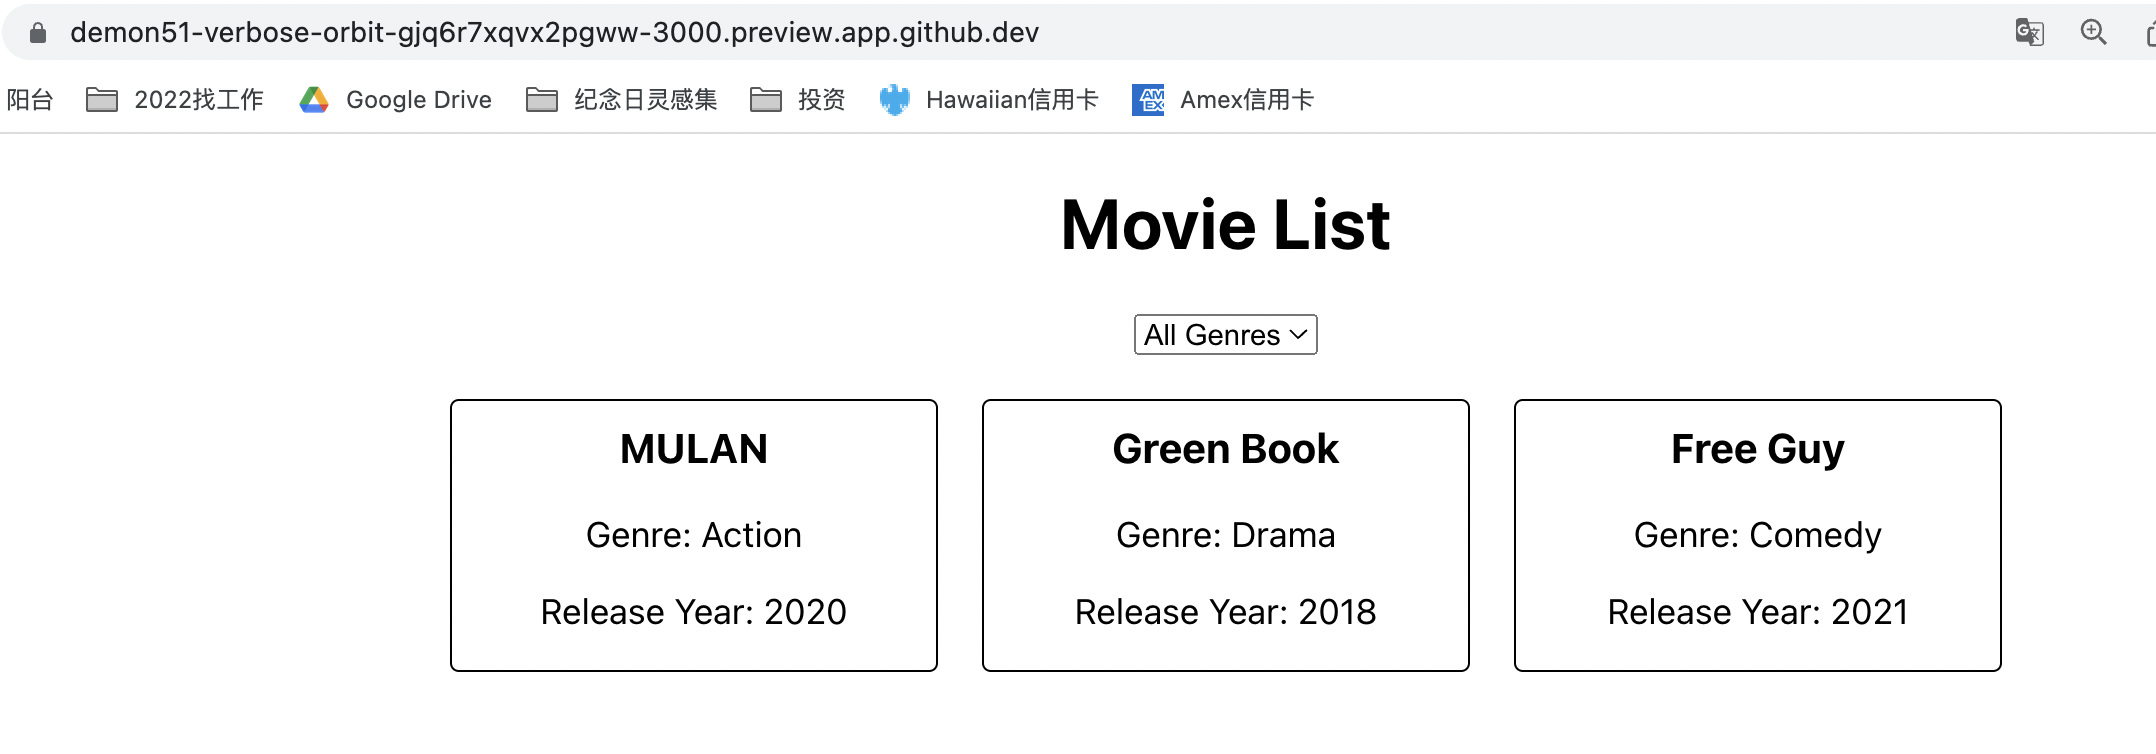 demon51-verbose-orbit-gjq6r7xqvx2pgww-3000.preview.app.github.dev
阳台 2022找工作 Google Drive 纪念日灵感集 投资 Hawaiian信用卡 AM EX Amex信用卡
Movie List
All Genres
MULAN Green Book Free Guy
Genre: Action Genre: Drama Genre: Comedy
Release Year: 2020 Release Year: 2018 Release Year: 2021